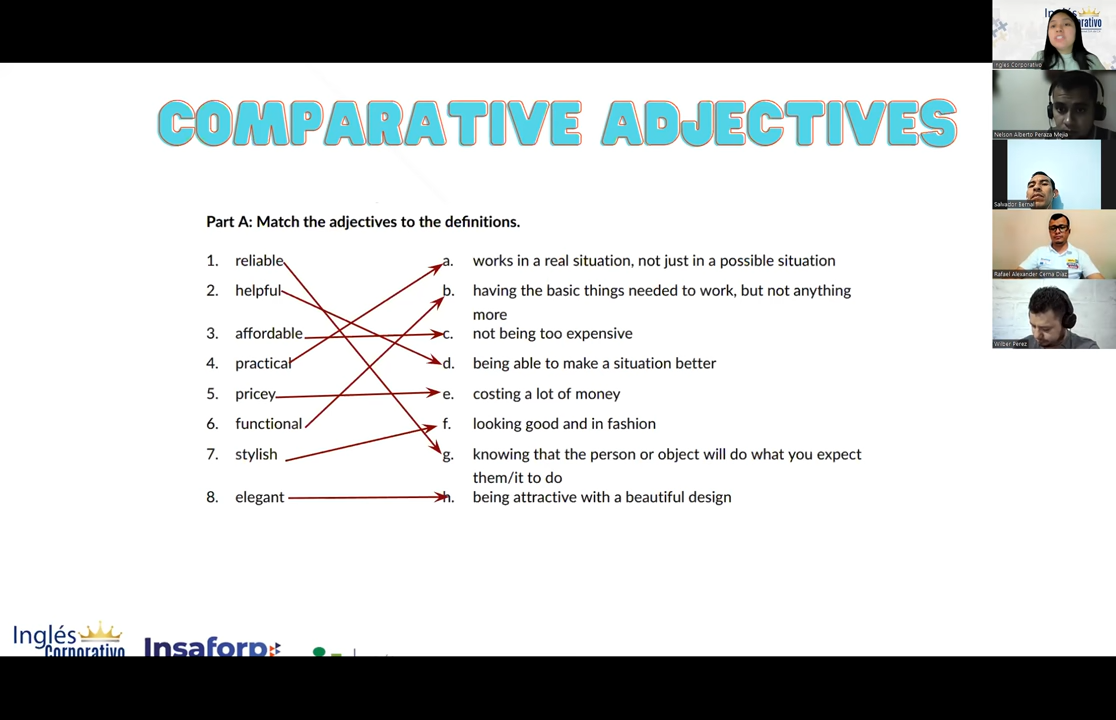 Inglés
rativo
Inglés Corporativo
COMPARATIVE ADJECTIVES
Nelson Alberto Peraza Mejia
Salvador Bernal
Rafael Alexander Cerna Diaz
Wilber Perez
Part A: Match the adjectives to the definitions.
1. reliable a. works in a real situation, not just in a possible situation
2. helpful b. having the basic things needed to work, but not anything
more
3. affordable c. not being too expensive
4. practical d. being able to make a situation better
5. pricey e. costing a lot of money
6. functional f. looking good and in fashion
7. stylish g. knowing that the person or object will do what you expect
them/it to do
8. elegant h. being attractive with a beautiful design
Inglés
Corporativo
Insaforp